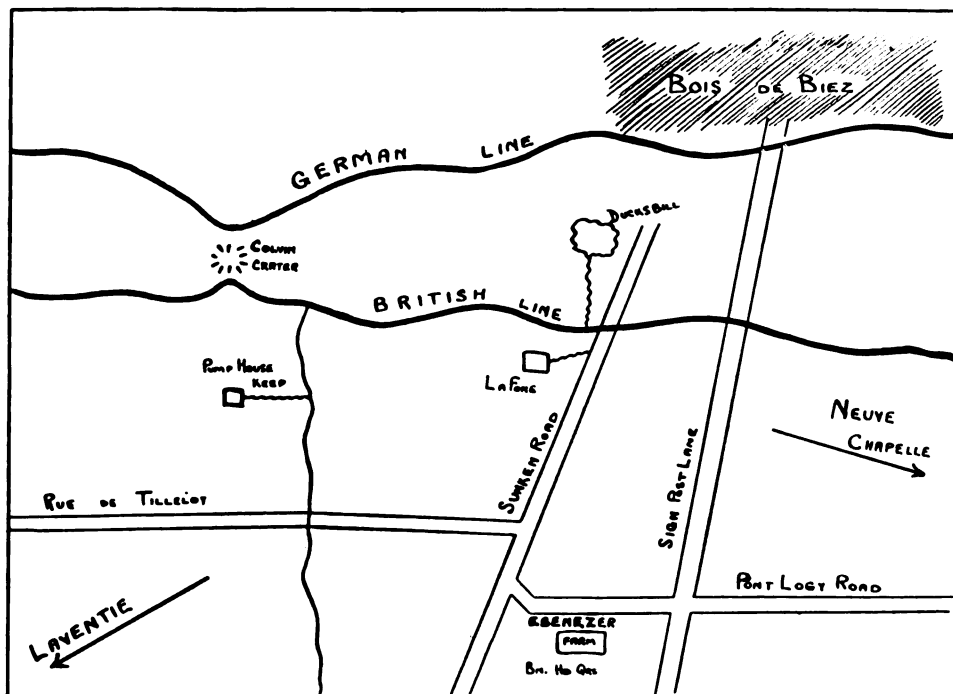 BOIS DE BIEZ
GERMAN LINE
DUCKSBILL
COLVIN
CRATER
BRITISH LINE
PUMP HOUSE
KEEP
LA FONE
NEUVE
CHAPELLE
SUNKEN ROAD
SIGN POST LANE
RUE DE TILLELOY
PONT LOGY ROAD
LAVENTIE
EBENEZER
FARM
BN. HD QRS